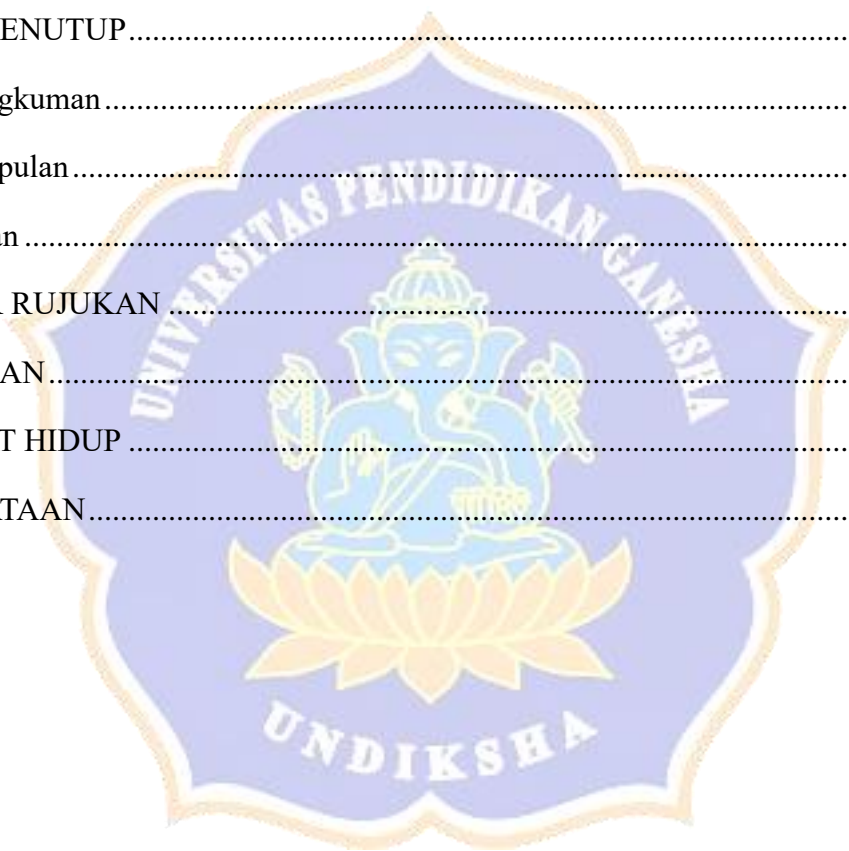 ENUTUP
gkuman
pulan
an
RUJUKAN
AN
T HIDUP
TAAN
UNIVERSITAS PENDIDIKAN GANESHA
UNDIKSHA